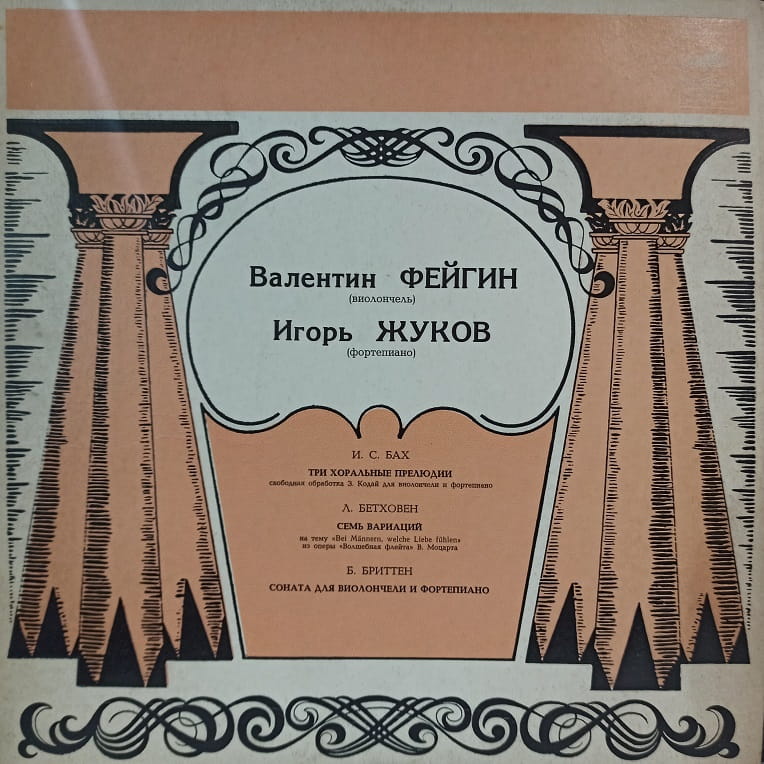 Валентин ФЕЙГИН
(виолончель)
Игорь ЖУКОВ
(фортепиано)
И. С. БАХ
ТРИ ХОРАЛЬНЫЕ ПРЕЛЮДИИ
свободная обработка З. Кодай для виолончели и фортепиано
Л. БЕТХОВЕН
СЕМЬ ВАРИАЦИЙ
на тему «Bei Männern, welche Liebe fühlen»
из оперы «Волшебная флейта» В. Моцарта
Б. БРИТТЕН
СОНАТА ДЛЯ ВИОЛОНЧЕЛИ И ФОРТЕПИАНО